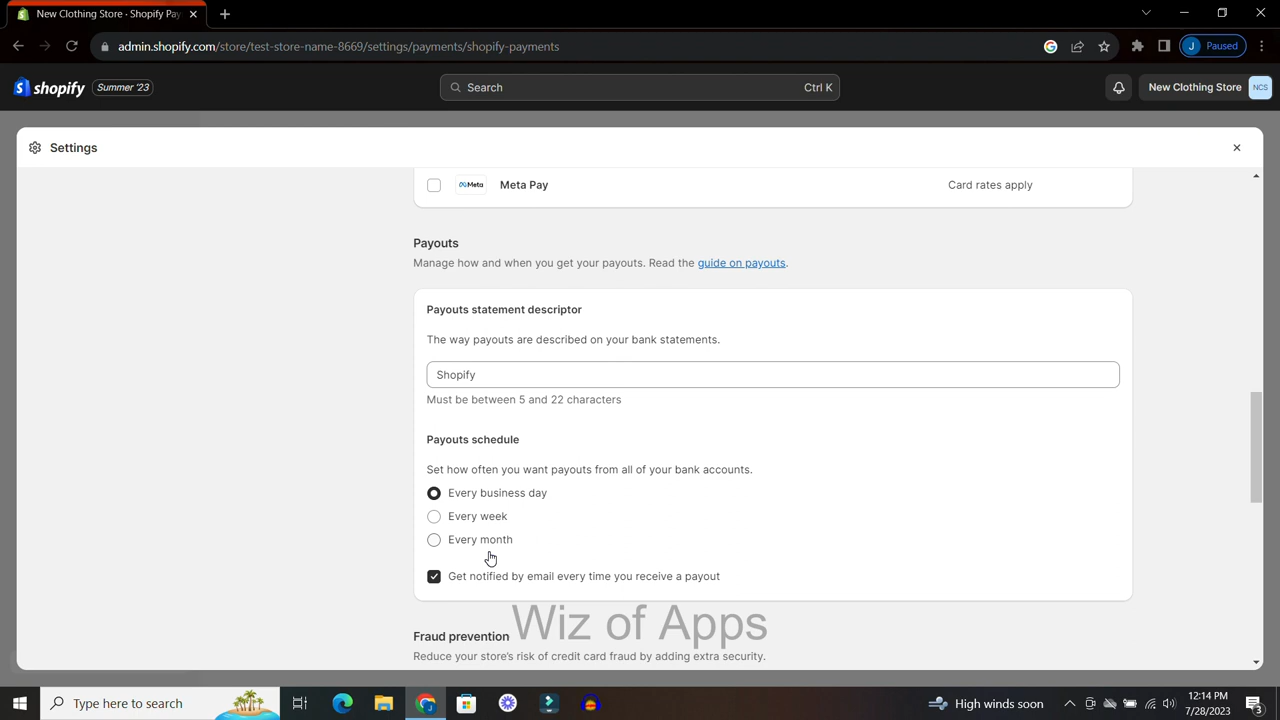 New Clothing Store · Shopify Pay
admin.shopify.com/store/test-store-name-8669/settings/payments/shopify-payments
J Paused
shopify Summer '23 Search Ctrl K New Clothing Store NCS
Settings
Meta Meta Pay Card rates apply
Payouts
Manage how and when you get your payouts. Read the guide on payouts.
Payouts statement descriptor
The way payouts are described on your bank statements.
Shopify
Must be between 5 and 22 characters
Payouts schedule
Set how often you want payouts from all of your bank accounts.
Every business day
Every week
Every month
Get notified by email every time you receive a payout
Wiz of Apps
Fraud prevention
Reduce your store's risk of credit card fraud by adding extra security.
Type here to search
High winds soon
12:14 PM
7/28/2023
3